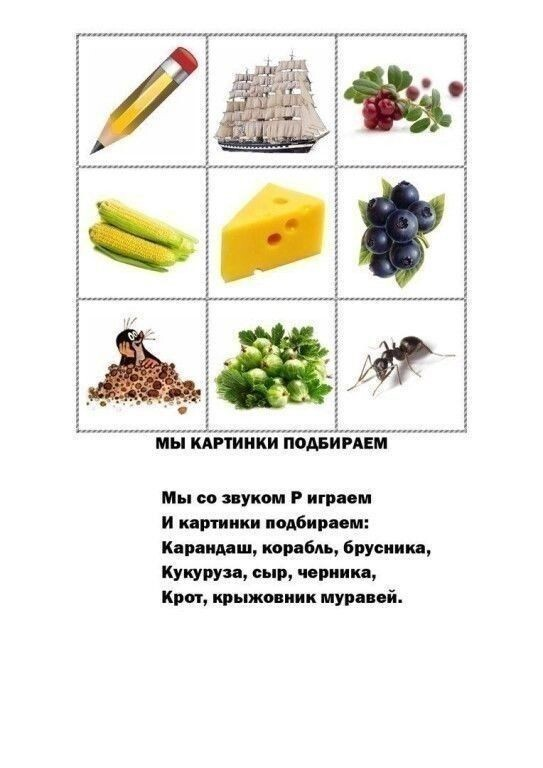 МЫ КАРТИНКИ ПОДБИРАЕМ
Мы со звуком Р играем
И картинки подбираем:
Карандаш, корабль, брусника,
Кукуруза, сыр, черника,
Крот, крыжовник муравей.